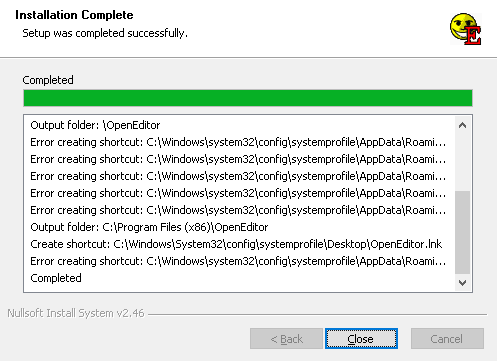 Installation Complete
Setup was completed successfully.
E
Completed
Output folder: \OpenEditor
Error creating shortcut: C:\Windows\system32\config\systemprofile\AppData\Roami...
Error creating shortcut: C:\Windows\system32\config\systemprofile\AppData\Roami...
Error creating shortcut: C:\Windows\system32\config\systemprofile\AppData\Roami...
Error creating shortcut: C:\Windows\system32\config\systemprofile\AppData\Roami...
Error creating shortcut: C:\Windows\system32\config\systemprofile\AppData\Roami...
Output folder: C:\Program Files (x86)\OpenEditor
Create shortcut: C:\Windows\System32\config\systemprofile\Desktop\OpenEditor.lnk
Error creating shortcut: C:\Windows\system32\config\systemprofile\AppData\Roami...
Completed
Nullsoft Install System v2.46
< Back
Close
Cancel